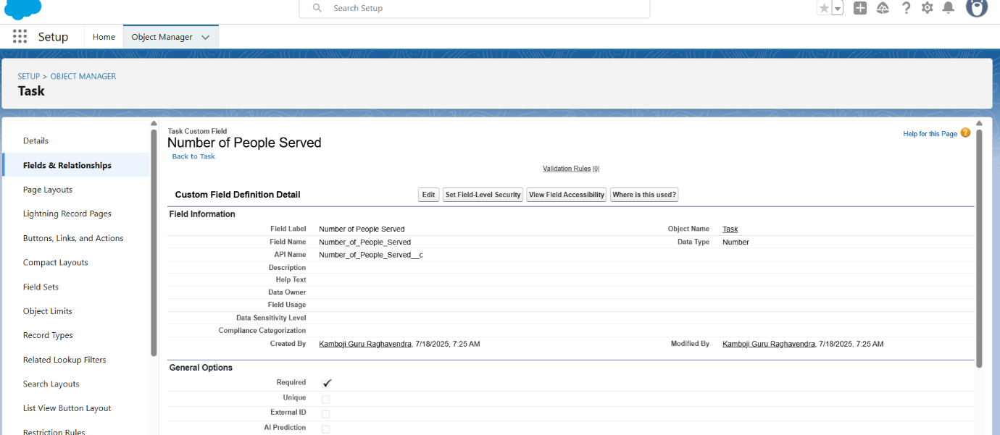 Search Setup
Setup Home Object Manager
SETUP > OBJECT MANAGER
Task
Details
Fields & Relationships
Page Layouts
Lightning Record Pages
Buttons, Links, and Actions
Compact Layouts
Field Sets
Object Limits
Record Types
Related Lookup Filters
Search Layouts
List View Button Layout
Restriction Rules
Task Custom Field
Number of People Served
Back to Task
Help for this Page ?
Validation Rules [0]
Custom Field Definition Detail Edit Set Field-Level Security View Field Accessibility Where is this used?
Field Information
Field Label Number of People Served Object Name Task
Field Name Number_of_People_Served Data Type Number
API Name Number_of_People_Served__c
Description
Help Text
Data Owner
Field Usage
Data Sensitivity Level
Compliance Categorization
Created By Kamboji Guru Raghavendra, 7/18/2025, 7:25 AM Modified By Kamboji Guru Raghavendra, 7/18/2025, 7:25 AM
General Options
Required
Unique
External ID
AI Prediction